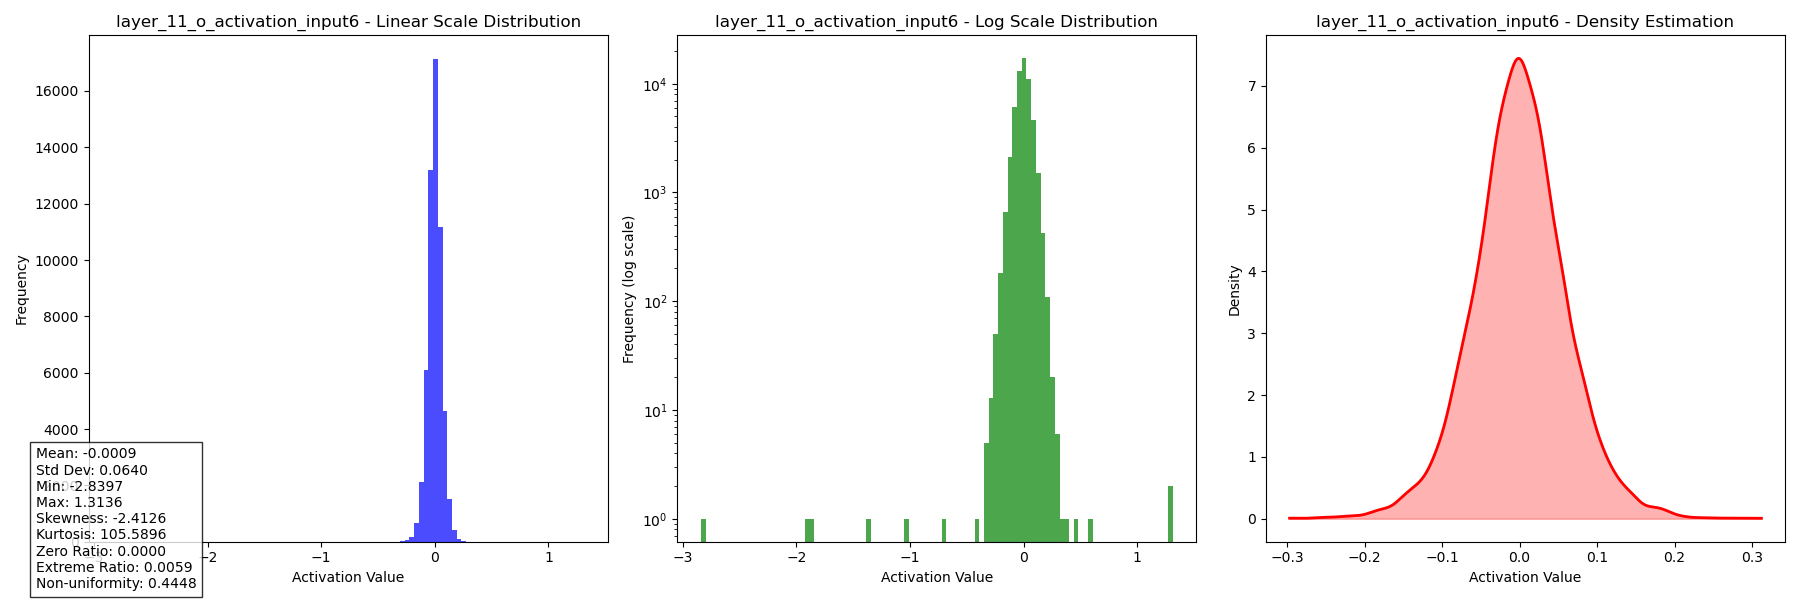 layer_11_o_activation_input6 - Linear Scale Distribution
Frequency
16000
14000
12000
10000
8000
6000
4000
−2
−1
0
1
Activation Value
Mean: -0.0009
Std Dev: 0.0640
Min: -2.8397
Max: 1.3136
Skewness: -2.4126
Kurtosis: 105.5896
Zero Ratio: 0.0000
Extreme Ratio: 0.0059
Non-uniformity: 0.4448
layer_11_o_activation_input6 - Log Scale Distribution
Frequency (log scale)
10⁴
10³
10²
10¹
10⁰
−3
−2
−1
0
1
Activation Value
layer_11_o_activation_input6 - Density Estimation
Density
7
6
5
4
3
2
1
0
−0.3
−0.2
−0.1
0.0
0.1
0.2
0.3
Activation Value